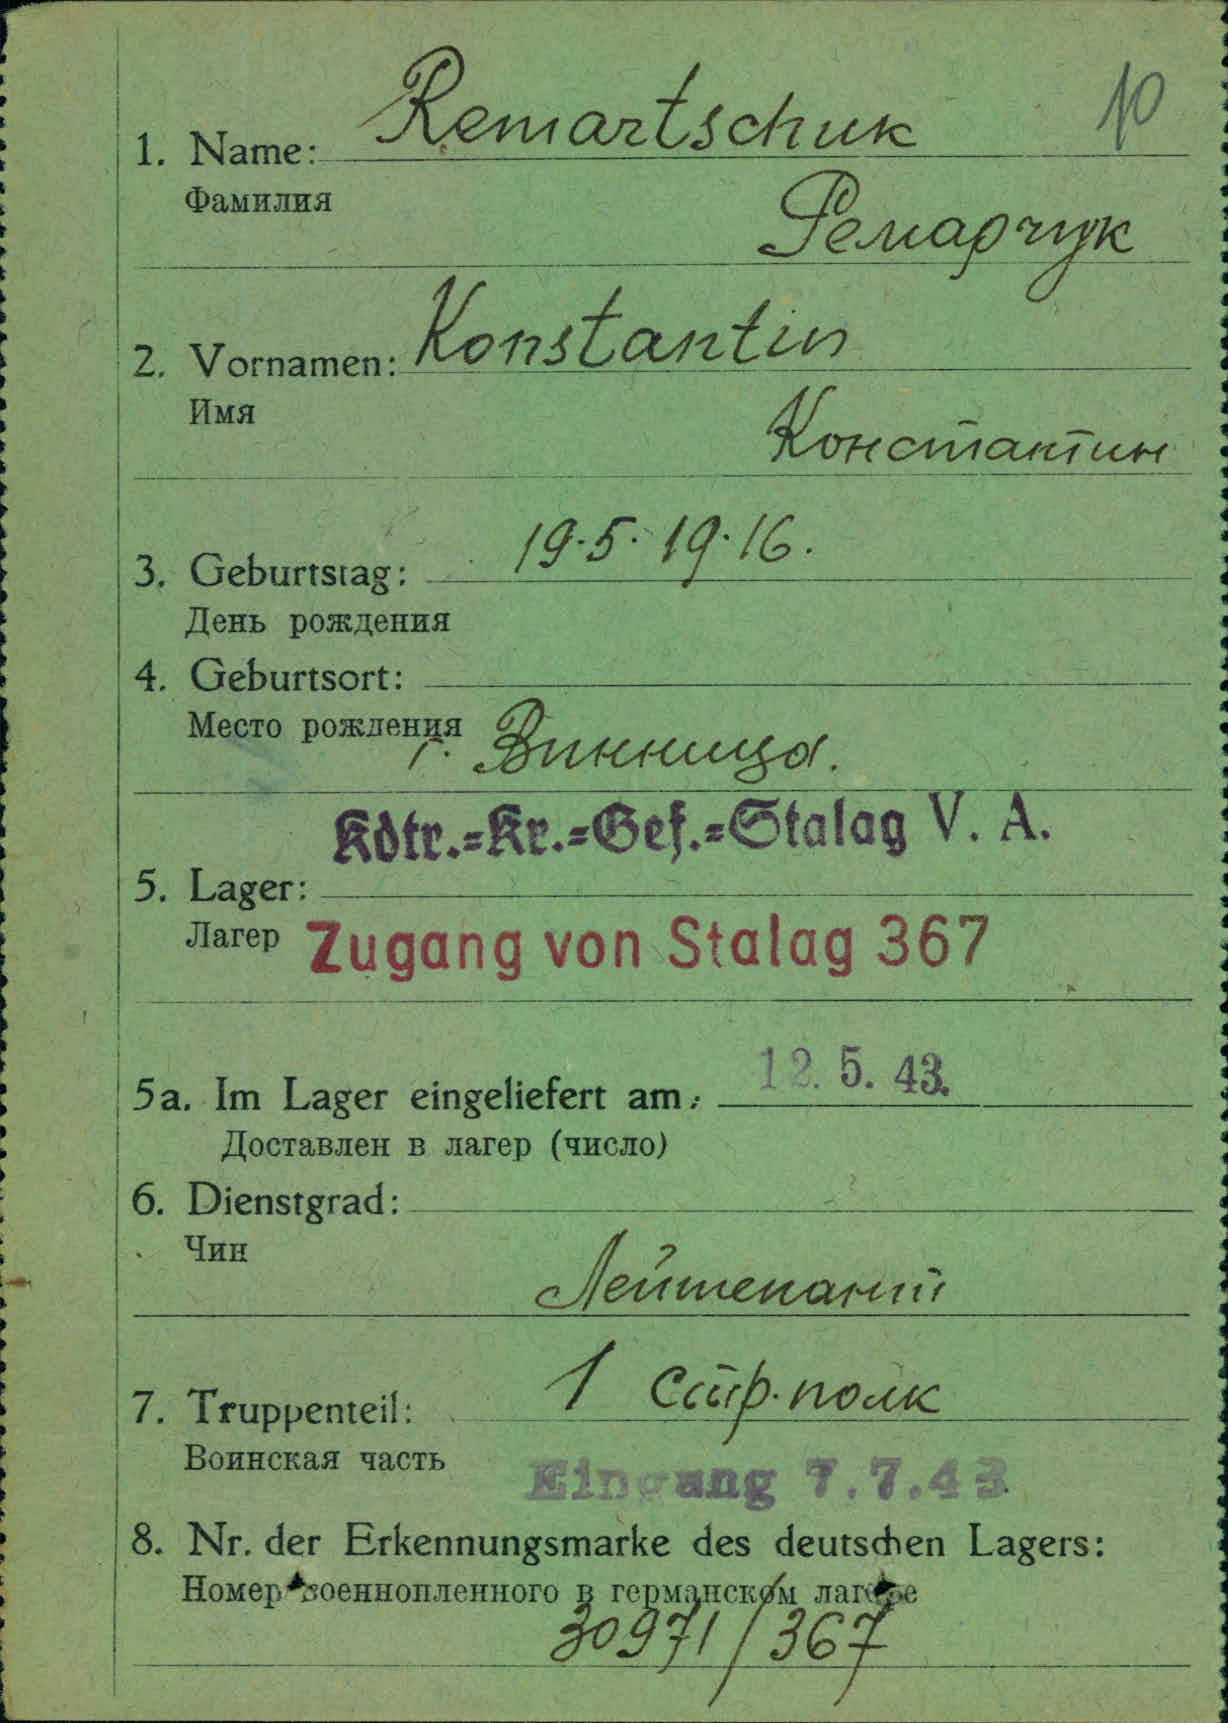 10
1. Name: Remartschuk
Фамилия
Ремарчук
2. Vornamen: Konstantin
Имя
Константин
3. Geburtstag: 19.5.19.16.
День рождения
4. Geburtsort:
Место рождения
г. Винница.
Kdtr.=Kr.=Gef.=Stalag V. A.
5. Lager:
Лагер Zugang von Stalag 367
5a. Im Lager eingeliefert am: 12. 5. 43.
Доставлен в лагер (число)
6. Dienstgrad:
Чин
Лейтенант
7. Truppenteil: 1 Стр. полк
Воинская часть
Eingang 7.7.43
8. Nr. der Erkennungsmarke des deutschen Lagers:
Номер военнопленного в германском лагере
30971/367